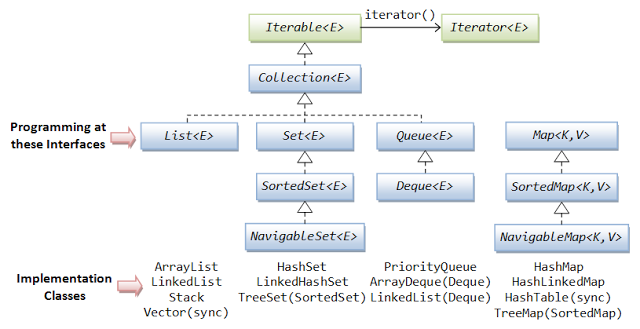 iterator()
Iterable<E> Iterator<E>
Collection<E>
Programming at
these Interfaces
List<E> Set<E> Queue<E> Map<K,V>
SortedSet<E> Deque<E> SortedMap<K,V>
NavigableSet<E> NavigableMap<K,V>
Implementation
Classes
ArrayList
LinkedList
Stack
Vector(sync)
HashSet
LinkedHashSet
TreeSet(SortedSet)
PriorityQueue
ArrayDeque(Deque)
LinkedList(Deque)
HashMap
HashLinkedMap
HashTable(sync)
TreeMap(SortedMap)